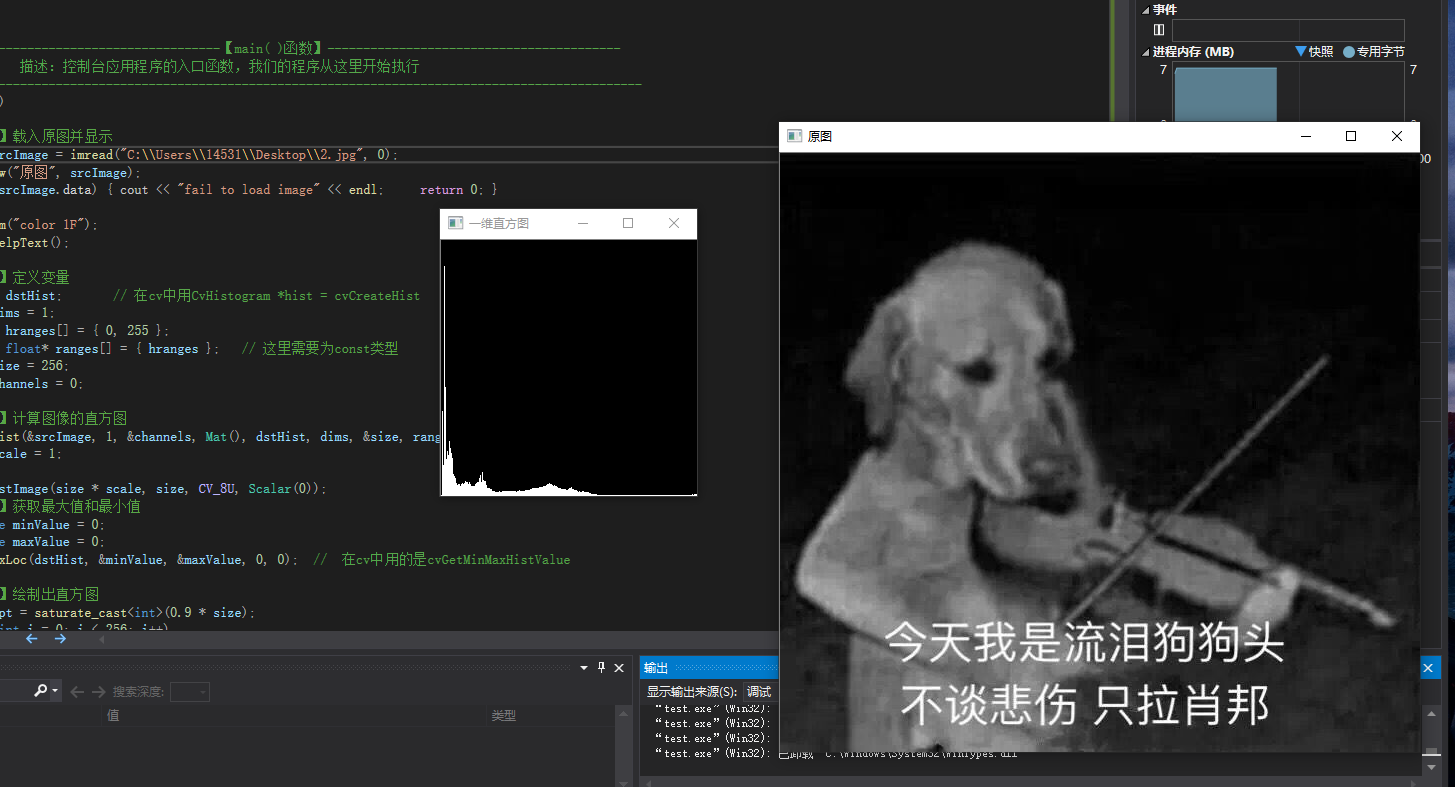 【main( )函数】
描述：控制台应用程序的入口函数，我们的程序从这里开始执行
)
】载入原图并显示
rcImage = imread("C:\\Users\\14531\\Desktop\\2.jpg", 0);
w("原图", srcImage);
srcImage.data) { cout << "fail to load image" << endl; return 0; }
m("color 1F");
elpText();
】定义变量
dstHist; // 在cv中用CvHistogram *hist = cvCreateHist
ims = 1;
hranges[] = { 0, 255 };
float* ranges[] = { hranges }; // 这里需要为const类型
ize = 256;
hannels = 0;
】计算图像的直方图
ist(&srcImage, 1, &channels, Mat(), dstHist, dims, &size, rang
cale = 1;
stImage(size * scale, size, CV_8U, Scalar(0));
】获取最大值和最小值
e minValue = 0;
e maxValue = 0;
xLoc(dstHist, &minValue, &maxValue, 0, 0); // 在cv中用的是cvGetMinMaxHistValue
】绘制出直方图
pt = saturate_cast<int>(0.9 * size);
一维直方图
事件
进程内存 (MB)
快照
专用字节
7
7
00
原图
今天我是流泪狗狗头
不谈悲伤 只拉肖邦
搜索深度:
值
类型
输出
显示输出来源(S):
调试
“test.exe”(Win32):
“test.exe”(Win32):
“test.exe”(Win32):
“test.exe”(Win32): 已卸载